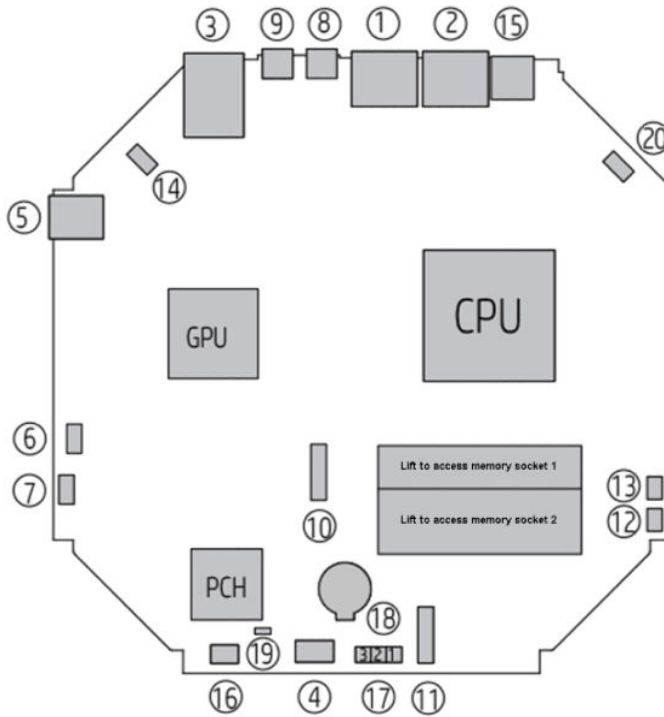 3 9 8 1 2 15
20
14
5
GPU
CPU
6
Lift to access memory socket 1
7
13
Lift to access memory socket 2
12
10
PCH
18
19
3 2 1
16 4 17 11